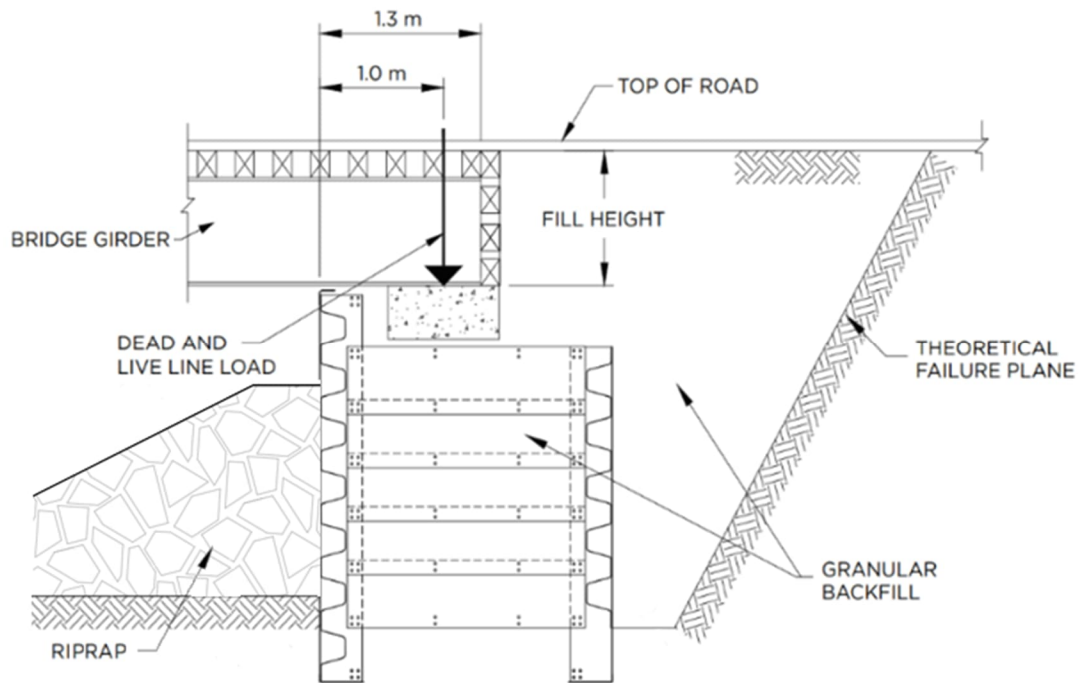 1.3 m
1.0 m
TOP OF ROAD
FILL HEIGHT
BRIDGE GIRDER
DEAD AND
LIVE LINE LOAD
THEORETICAL
FAILURE PLANE
GRANULAR
BACKFILL
RIPRAP